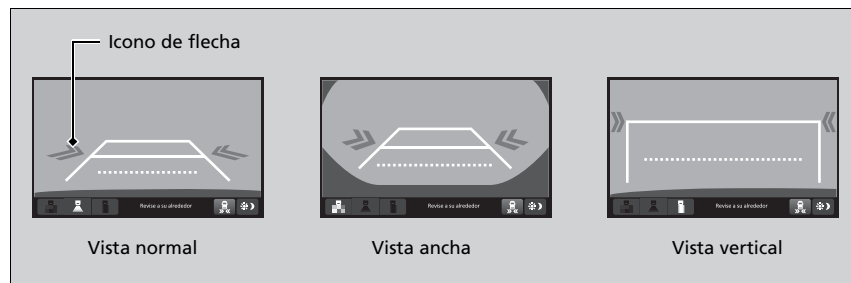 Icono de flecha
Revise a su alrededor
Revise a su alrededor
Revise a su alrededor
Vista normal
Vista ancha
Vista vertical